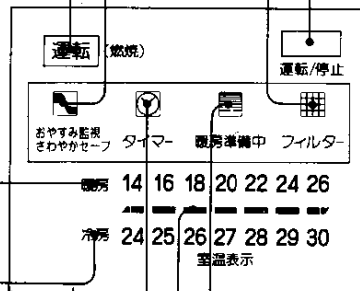 運転 (燃焼)
運転/停止
おやすみ監視
さわやかセーブ
タイマー 暖房準備中 フィルター
暖房 14 16 18 20 22 24 26
冷房 24 25 26 27 28 29 30
室温表示